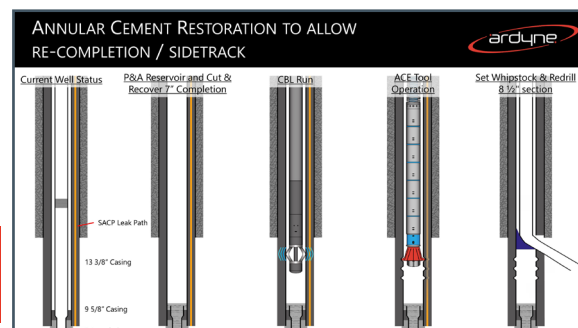 ANNULAR CEMENT RESTORATION TO ALLOW
RE-COMPLETION / SIDETRACK
ardyne
Current Well Status
P&A Reservoir and Cut &
Recover 7" Completion
CBL Run
ACE Tool
Operation
Set Whipstock & Redrill
8 ½" section
SACP Leak Path
13 3/8" Casing
9 5/8" Casing